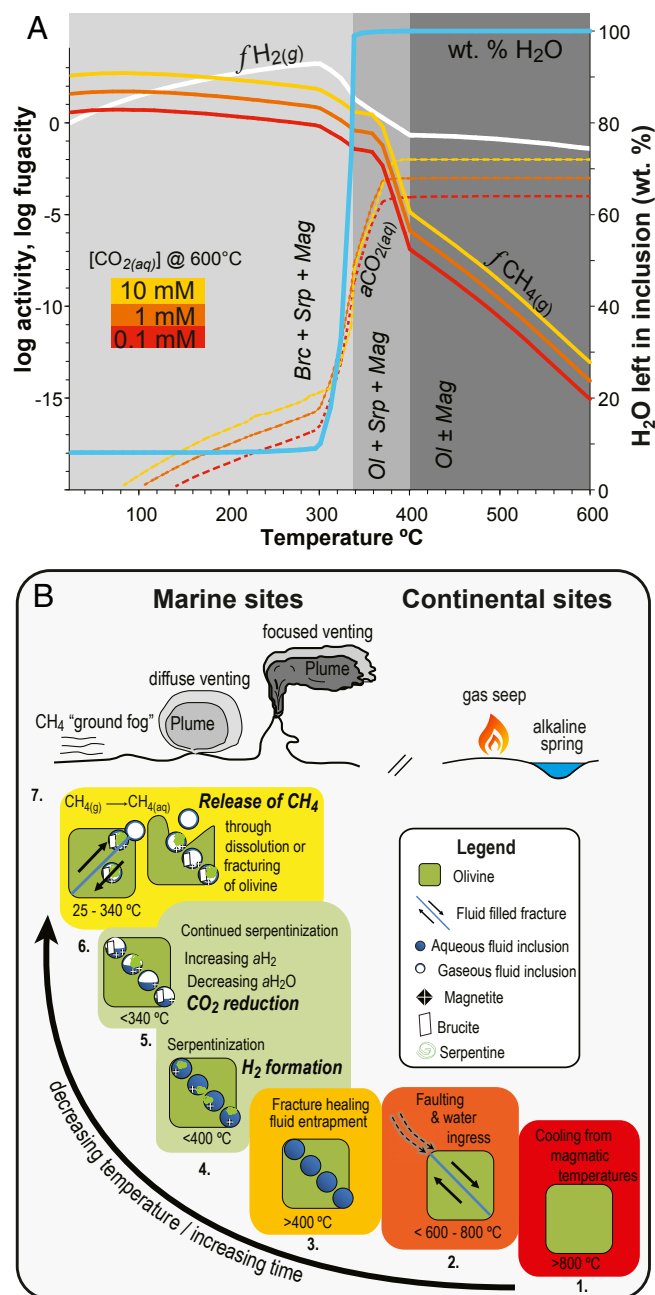 A
fH2(g)
wt. % H2O
100
80
60
40
20
0
H2O left in inclusion (wt. %)
0
-5
-10
-15
log activity, log fugacity
[CO2(aq)] @ 600°C
10 mM
1 mM
0.1 mM
Brc + Srp + Mag
Ol + Srp + Mag
Ol ± Mag
aCO2(aq)
fCH4(g)
100
200
300
400
500
600
Temperature ºC
B
Marine sites
Continental sites
focused venting
Plume
diffuse venting
Plume
CH4 “ground fog”
gas seep
alkaline
spring
7.
CH4(g) → CH4(aq)
Release of CH4
through
dissolution or
fracturing
of olivine
25 - 340 ºC
6.
Continued serpentinization
Increasing aH2
Decreasing aH2O
CO2 reduction
<340 ºC
5.
Serpentinization
H2 formation
<400 ºC
4.
Fracture healing
fluid entrapment
>400 ºC
3.
Faulting
& water
ingress
< 600 - 800 ºC
2.
Cooling from
magmatic
temperatures
>800 ºC
1.
Legend
Olivine
Fluid filled fracture
Aqueous fluid inclusion
Gaseous fluid inclusion
Magnetite
Brucite
Serpentine
decreasing temperature / increasing time